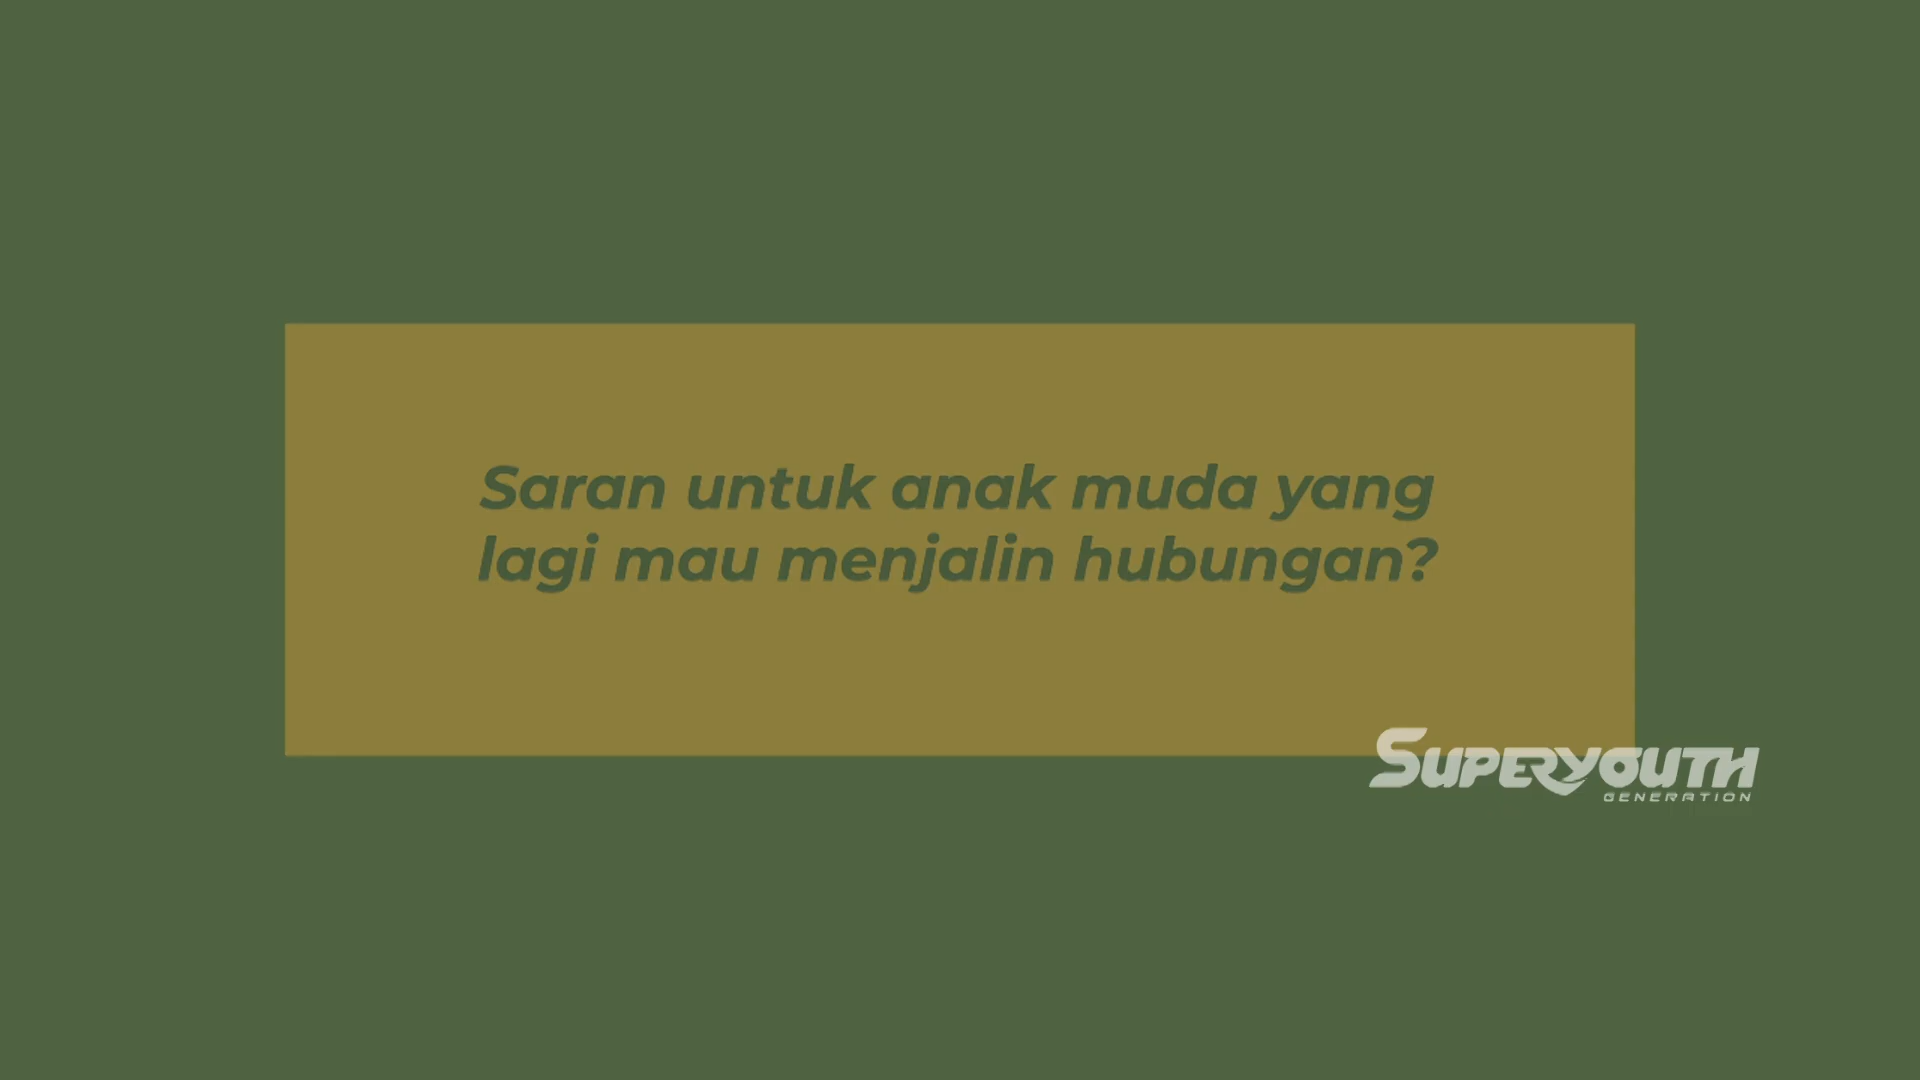 Saran untuk anak muda yang
lagi mau menjalin hubungan?
SUPERYOUTH
GENERATION